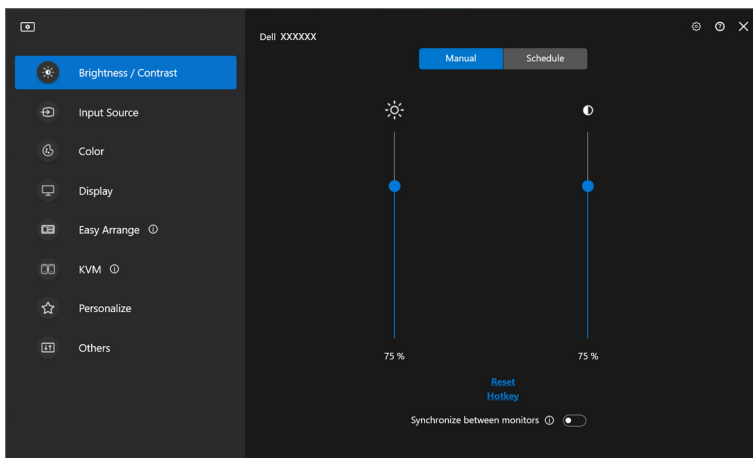 Dell XXXXXX
Manual
Schedule
Brightness / Contrast
Input Source
Color
Display
Easy Arrange
KVM
Personalize
Others
75 %
75 %
Reset
Hotkey
Synchronize between monitors